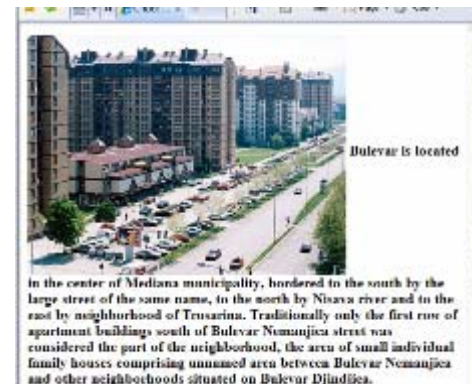 Bulevar is located
in the center of Mediana municipality, bordered to the south by the
large street of the same name, to the north by Nisava river and to the
east by neighborhood of Trosarina. Traditionally only the first row of
apartment buildings south of Bulevar Nemanjica street was
considered the part of the neighborhood, the area of small individual
family houses comprising unnamed area between Bulevar Nemanjica
and other neighborhoods situated on Bulevar Djindjica.